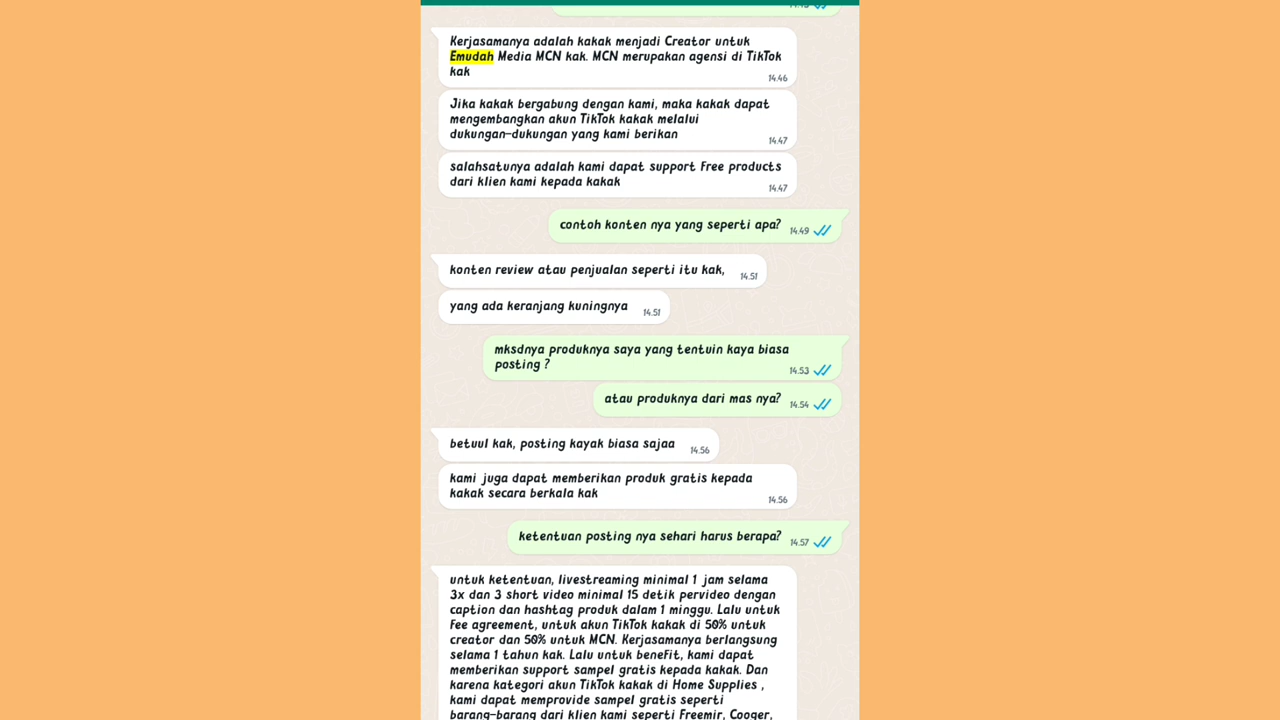 Kerjasamanya adalah kakak menjadi Creator untuk
Emudah Media MCN kak. MCN merupakan agensi di TikTok
kak
14.46
Jika kakak bergabung dengan kami, maka kakak dapat
mengembangkan akun TikTok kakak melalui
dukungan-dukungan yang kami berikan
14.47
salahsatunya adalah kami dapat support Free products
dari klien kami kepada kakak
14.47
contoh konten nya yang seperti apa?
14.49
konten review atau penjualan seperti itu kak,
14.51
yang ada keranjang kuningnya
14.51
mksdnya produknya saya yang tentuin kaya biasa
posting ?
14.53
atau produknya dari mas nya?
14.54
betuul kak, posting kayak biasa sajaa
14.56
kami juga dapat memberikan produk gratis kepada
kakak secara berkala kak
14.56
ketentuan posting nya sehari harus berapa?
14.57
untuk ketentuan, livestreaming minimal 1 jam selama
3x dan 3 short video minimal 15 detik pervideo dengan
caption dan hashtag produk dalam 1 minggu. Lalu untuk
Fee agreement, untuk akun TikTok kakak di 50% untuk
creator dan 50% untuk MCN. Kerjasamanya berlangsung
selama 1 tahun kak. Lalu untuk benefit, kami dapat
memberikan support sampel gratis kepada kakak. Dan
karena kategori akun TikTok kakak di Home Supplies ,
kami dapat memprovide sampel gratis seperti
barang-barang dari klien kami seperti Freemir, Cooger,